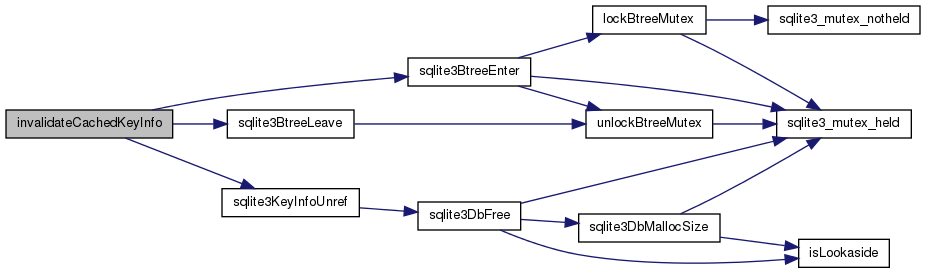 lockBtreeMutex
sqlite3_mutex_notheld
sqlite3BtreeEnter
invalidateCachedKeyInfo
sqlite3BtreeLeave
unlockBtreeMutex
sqlite3_mutex_held
sqlite3KeyInfoUnref
sqlite3DbFree
sqlite3DbMallocSize
isLookaside